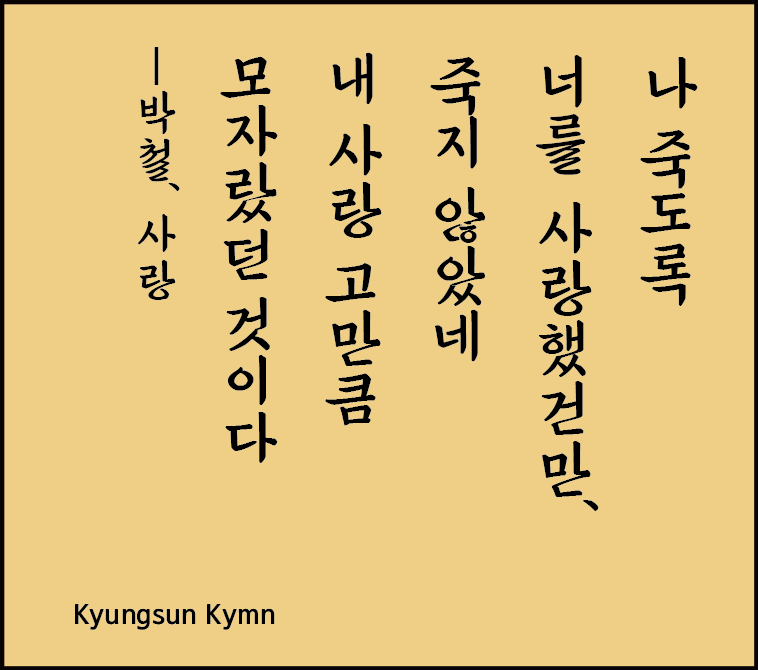 나 죽도록
너를 사랑했건만、
죽지 않았네
내 사랑 고만큼
모자랐던 것이다
―박철、사랑
Kyungsun Kymn